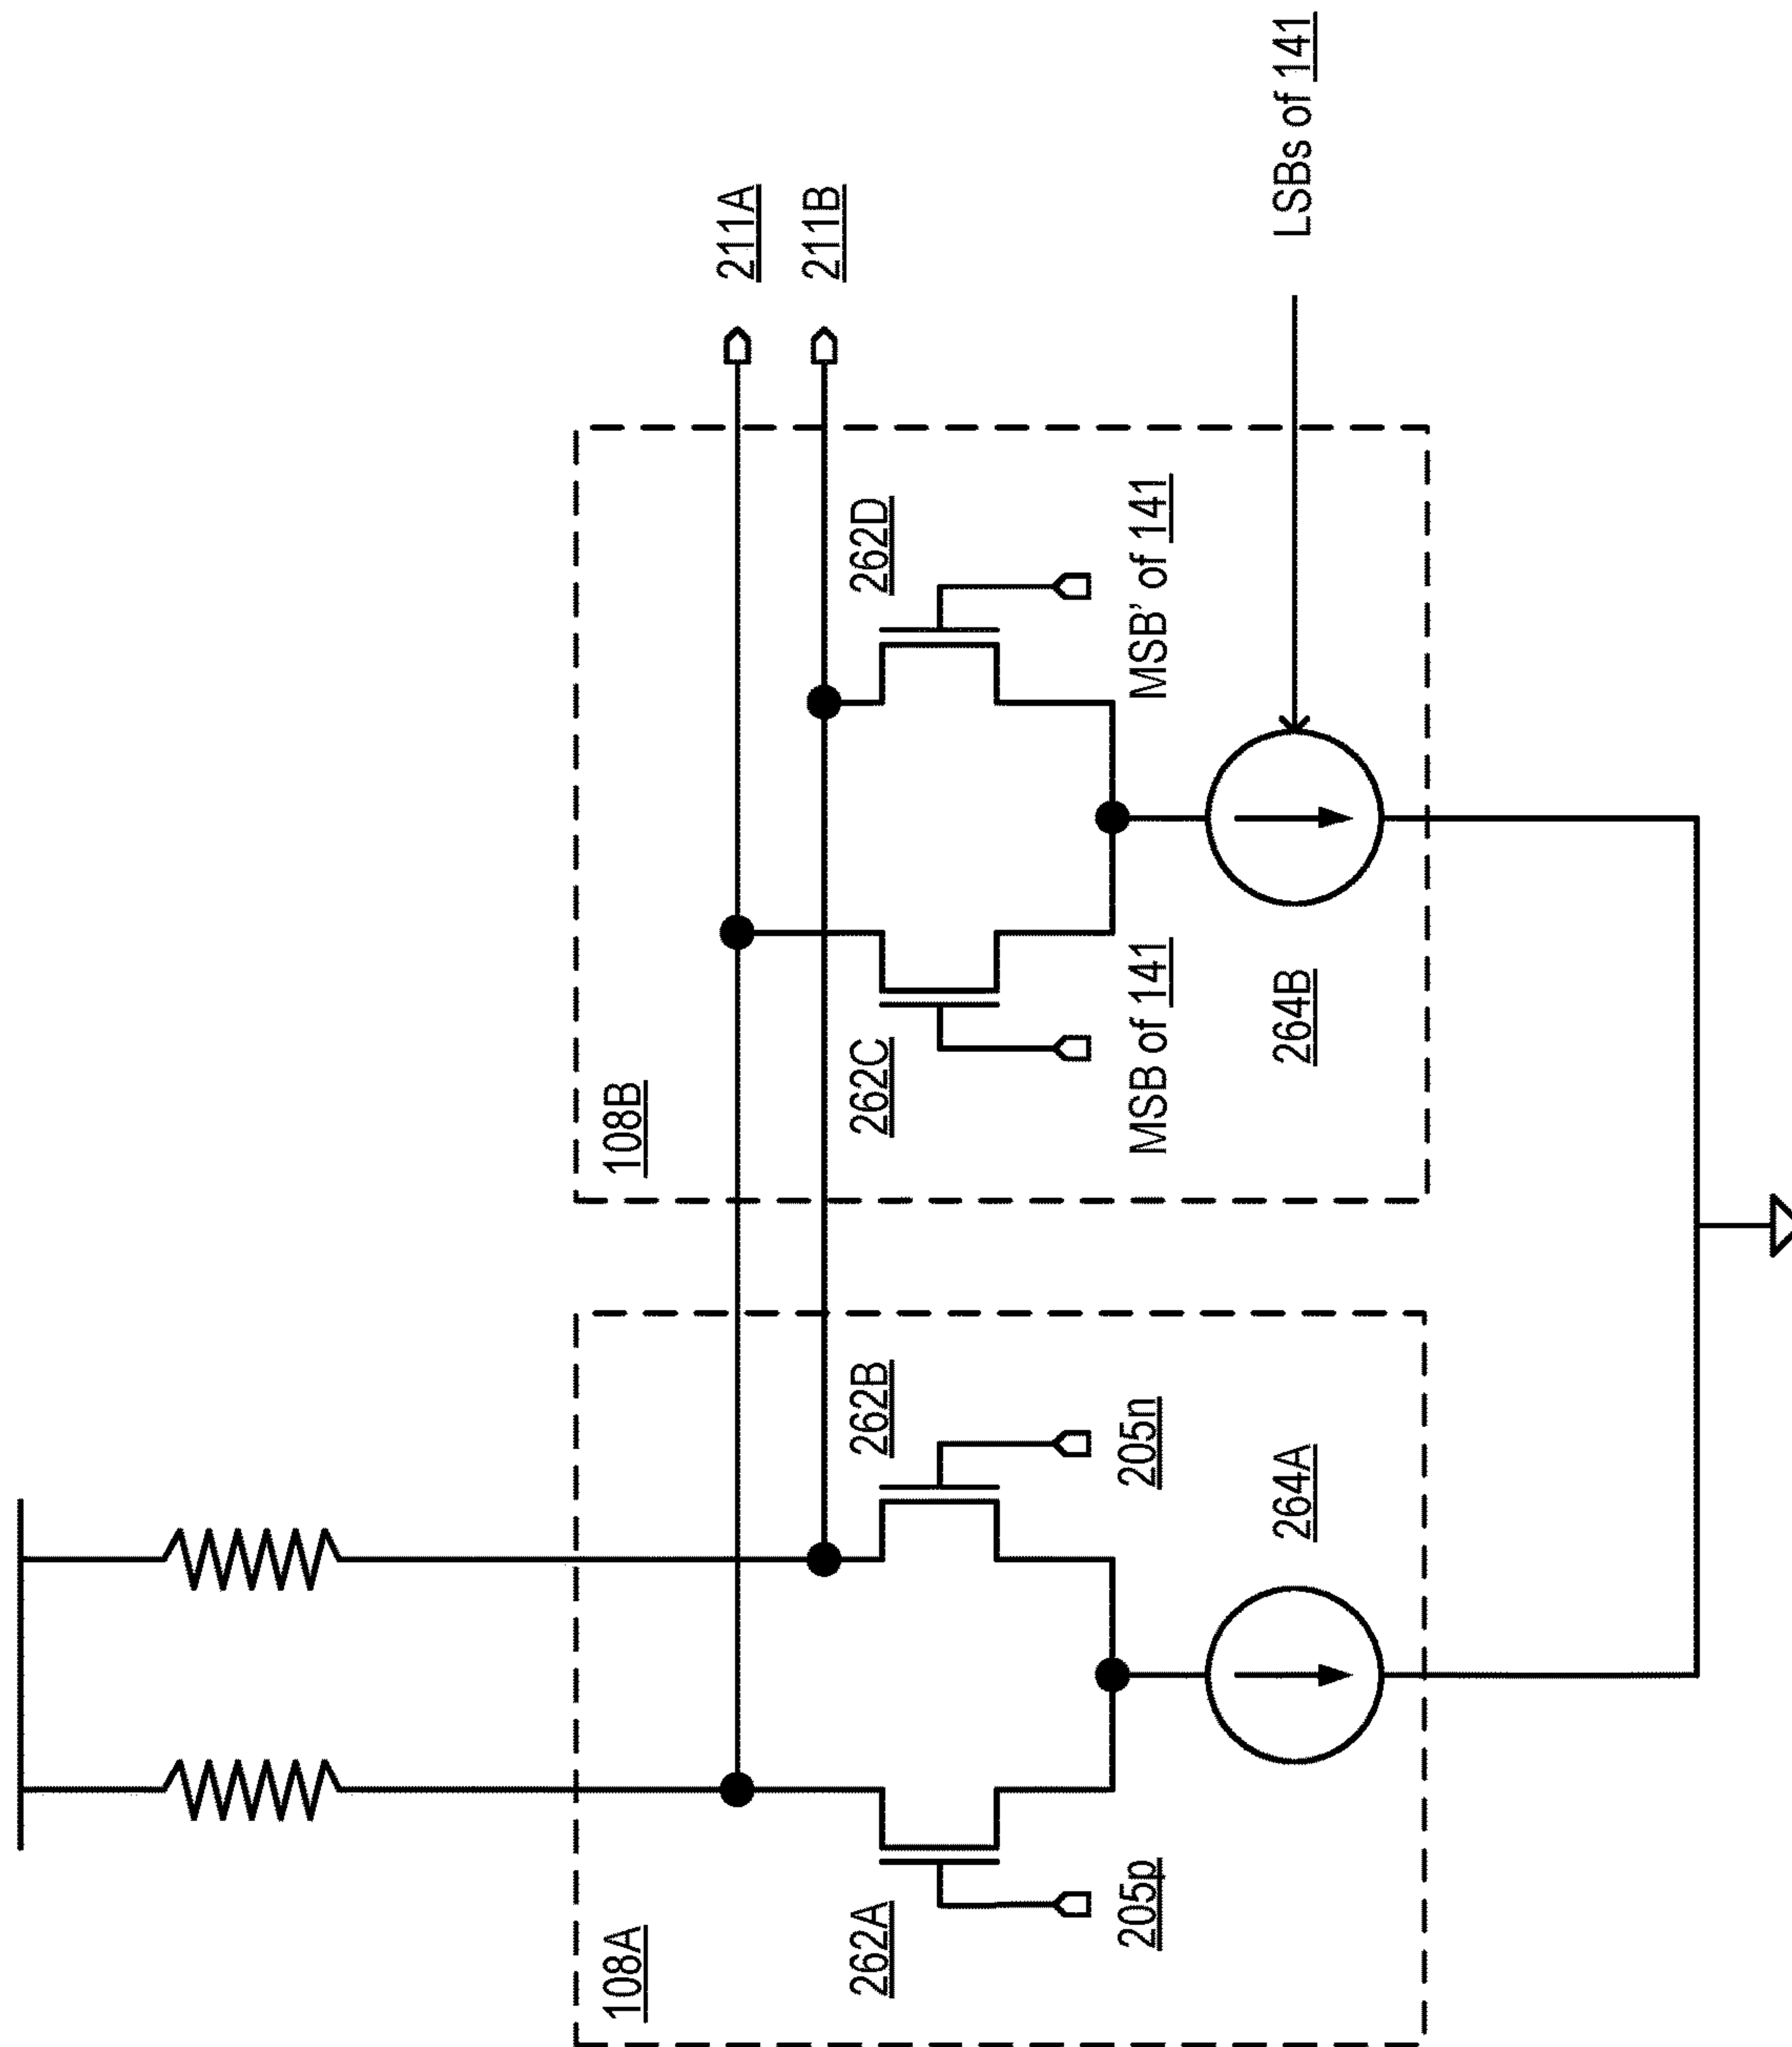 108A
108B
211A
211B
262A
262B
262C
262D
205p
205n
MSB of 141
MSB' of 141
264A
264B
LSBs of 141